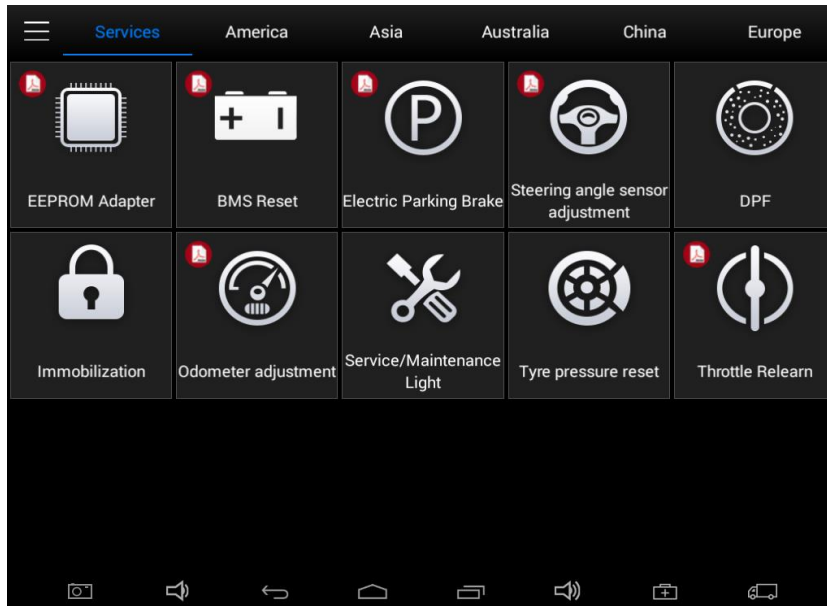 Services America Asia Australia China Europe
EEPROM Adapter
BMS Reset
P
Electric Parking Brake
Steering angle sensor
adjustment
DPF
Immobilization
Odometer adjustment
Service/Maintenance
Light
Tyre pressure reset
Throttle Relearn